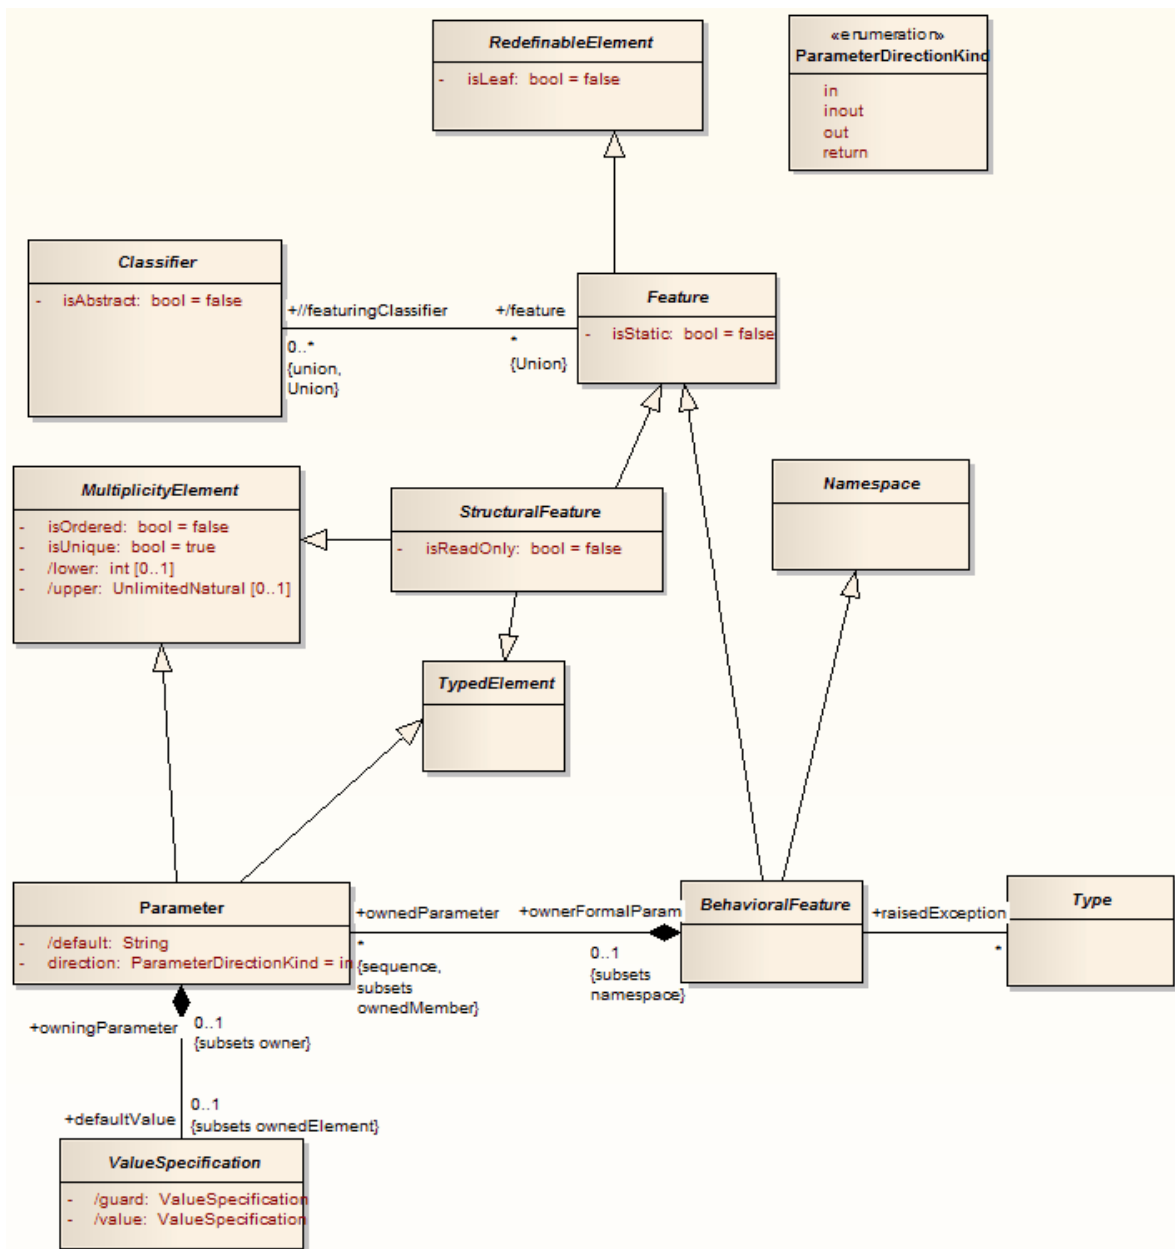 RedefinableElement
- isLeaf: bool = false
«enumeration»
ParameterDirectionKind
in
inout
out
return
Classifier
- isAbstract: bool = false
+//featuringClassifier
0..*
{union,
Union}
+/feature
*
{Union}
Feature
- isStatic: bool = false
MultiplicityElement
- isOrdered: bool = false
- isUnique: bool = true
- /lower: int [0..1]
- /upper: UnlimitedNatural [0..1]
StructuralFeature
- isReadOnly: bool = false
Namespace
TypedElement
Parameter
- /default: String
- direction: ParameterDirectionKind = in
+ownedParameter
*
{sequence,
subsets
ownedMember}
+ownerFormalParam
0..1
{subsets
namespace}
BehavioralFeature
+raisedException
*
Type
+owningParameter
0..1
{subsets owner}
+defaultValue
0..1
{subsets ownedElement}
ValueSpecification
- /guard: ValueSpecification
- /value: ValueSpecification